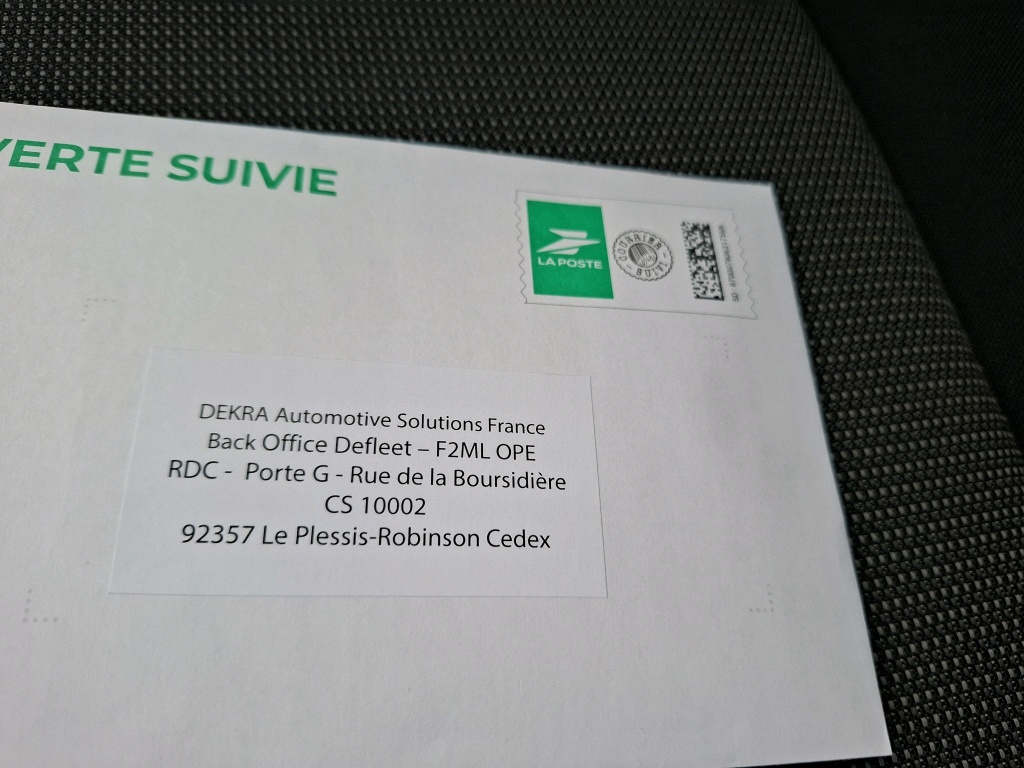 VERTE SUIVIE
LA POSTE
DEKRA Automotive Solutions France
Back Office Defleet – F2ML OPE
RDC - Porte G - Rue de la Boursidière
CS 10002
92357 Le Plessis-Robinson Cedex